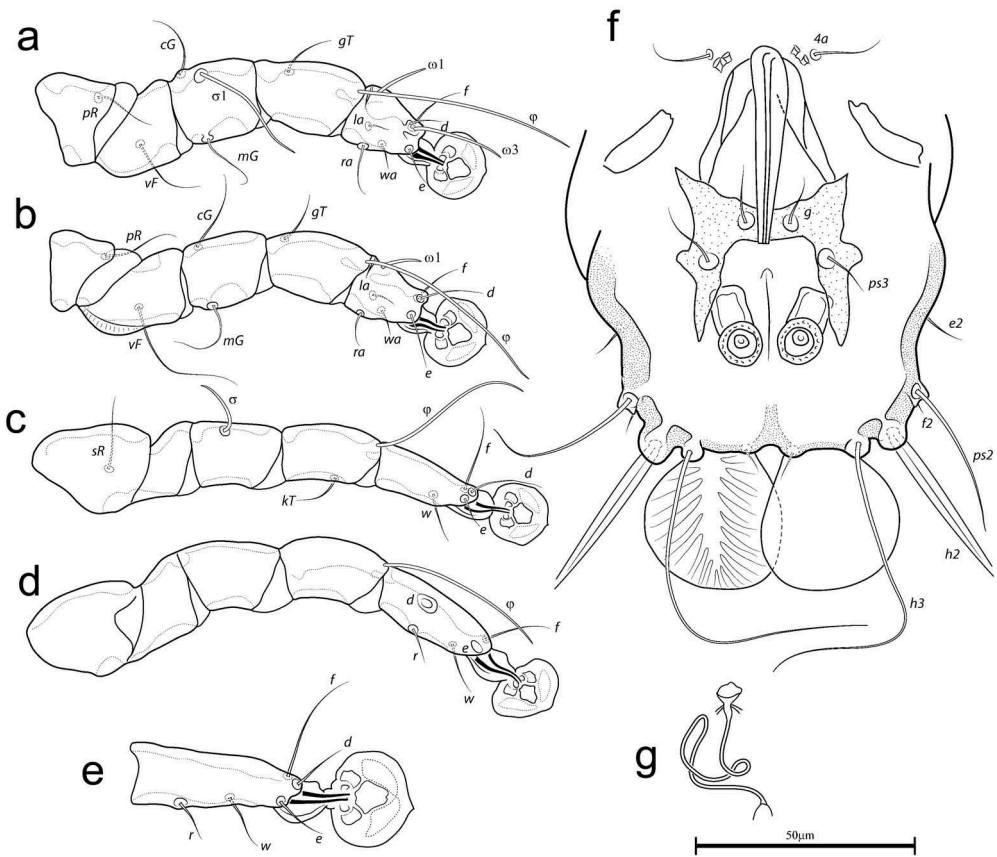 a
cG
gT
ω1
pR
σ1
f
la
d
φ
vF
mG
ra
wa
ω3
e
b
pR
cG
gT
ω1
f
la
d
vF
mG
ra
wa
φ
e
c
σ
φ
sR
f
d
kT
w
e
d
φ
d
f
r
e
w
e
f
d
r
w
e
f
4a
g
ps3
e2
f2
ps2
h2
h3
g
50μm